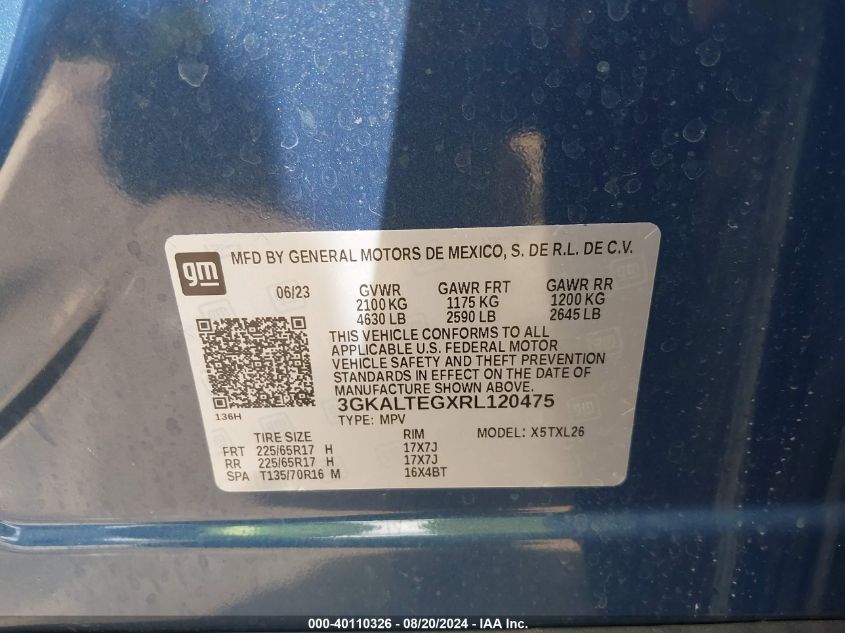 gm
MFD BY GENERAL MOTORS DE MEXICO, S. DE R.L. DE C.V.
06/23 GVWR GAWR FRT GAWR RR
2100 KG 1175 KG 1200 KG
4630 LB 2590 LB 2645 LB
THIS VEHICLE CONFORMS TO ALL
APPLICABLE U.S. FEDERAL MOTOR
VEHICLE SAFETY AND THEFT PREVENTION
STANDARDS IN EFFECT ON THE DATE OF
MANUFACTURE SHOWN ABOVE.
136H
3GKALTEGXRL120475
TYPE: MPV
TIRE SIZE RIM MODEL: X5TXL26
FRT 225/65R17 H 17X7J
RR 225/65R17 H 17X7J
SPA T135/70R16 M 16X4BT
000-40110326 - 08/20/2024 - IAA Inc.